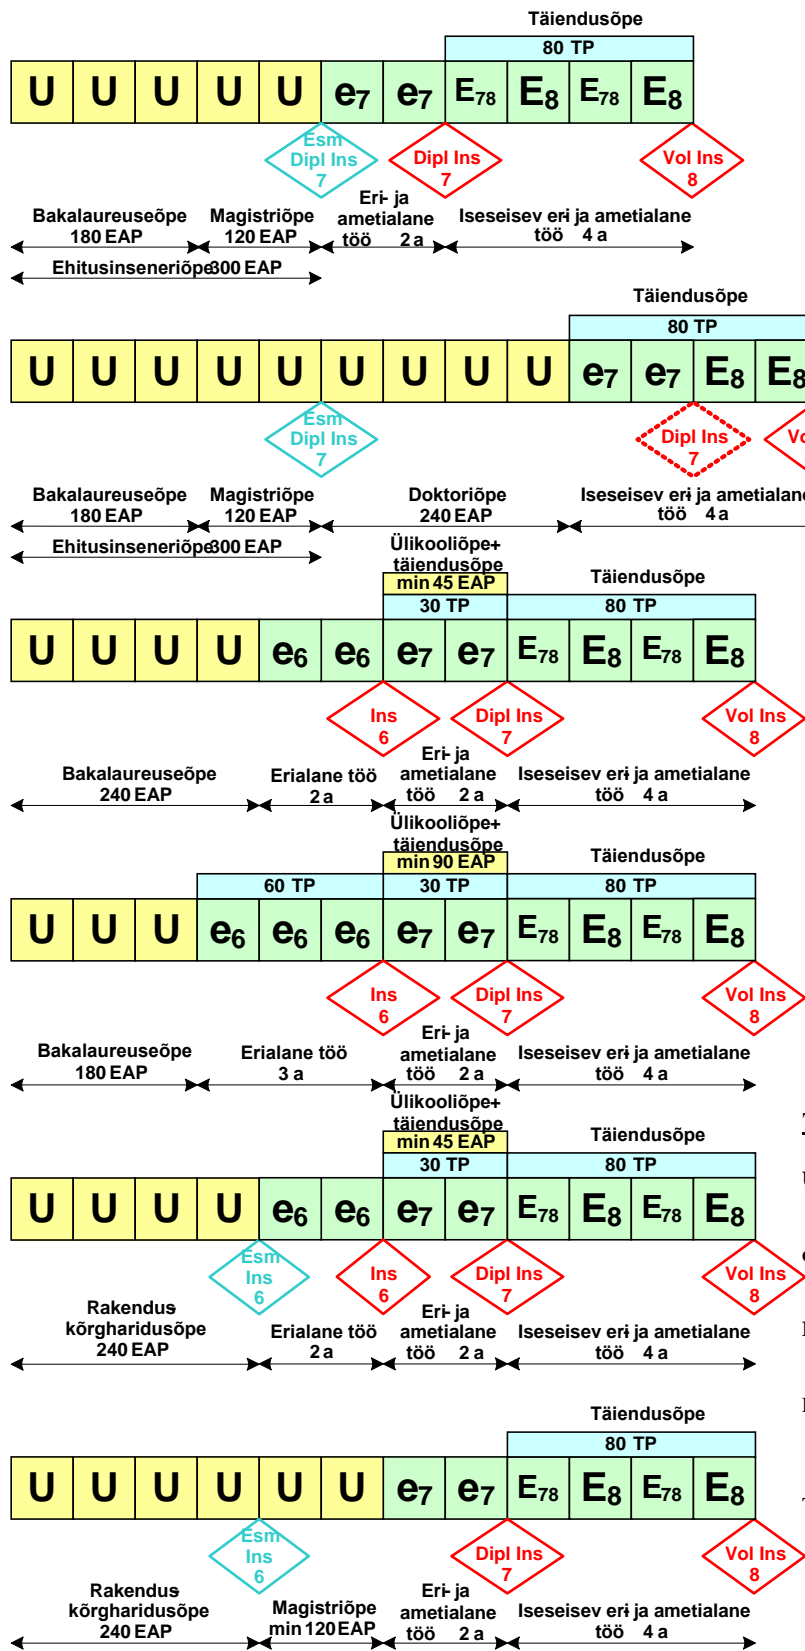 Täiendusõpe
80 TP
U U U U U e7 e7 E78 E8 E78 E8
Esm
Dipl Ins
7
Dipl Ins
7
Vol Ins
8
Bakalaureuseõpe
180 EAP
Magistriõpe
120 EAP
Eri- ja
ametialane
töö 2 a
Iseseisev eri- ja ametialane
töö 4 a
Ehitusinseneriõpe 300 EAP
Täiendusõpe
80 TP
U U U U U U U U U e7 e7 E8 E8
Esm
Dipl Ins
7
Dipl Ins
7
Bakalaureuseõpe
180 EAP
Magistriõpe
120 EAP
Doktoriõpe
240 EAP
Iseseisev eri- ja ametialane
töö 4 a
Ehitusinseneriõpe 300 EAP
Ülikooliõpe+
täiendusõpe
min 45 EAP
30 TP
Täiendusõpe
80 TP
U U U U e6 e6 e7 e7 E78 E8 E78 E8
Ins
6
Dipl Ins
7
Vol Ins
8
Bakalaureuseõpe
240 EAP
Erialane töö
2 a
Eri- ja
ametialane
töö 2 a
Iseseisev eri- ja ametialane
töö 4 a
Ülikooliõpe+
täiendusõpe
min 90 EAP
60 TP
30 TP
Täiendusõpe
80 TP
U U U e6 e6 e6 e7 e7 E78 E8 E78 E8
Ins
6
Dipl Ins
7
Vol Ins
8
Bakalaureuseõpe
180 EAP
Erialane töö
3 a
Eri- ja
ametialane
töö 2 a
Iseseisev eri- ja ametialane
töö 4 a
Ülikooliõpe+
täiendusõpe
min 45 EAP
30 TP
Täiendusõpe
80 TP
U U U U e6 e6 e7 e7 E78 E8 E78 E8
Esm
Ins
6
Ins
6
Dipl Ins
7
Vol Ins
8
Rakendus-
kõrgharidusõpe
240 EAP
Erialane töö
2 a
Eri- ja
ametialane
töö 2 a
Iseseisev eri- ja ametialane
töö 4 a
Täiendusõpe
80 TP
U U U U U U e7 e7 E78 E8 E78 E8
Esm
Ins
6
Dipl Ins
7
Vol Ins
8
Rakendus-
kõrgharidusõpe
240 EAP
Magistriõpe
min 120 EAP
Eri- ja
ametialane
töö 2 a
Iseseisev eri- ja ametialane
töö 4 a